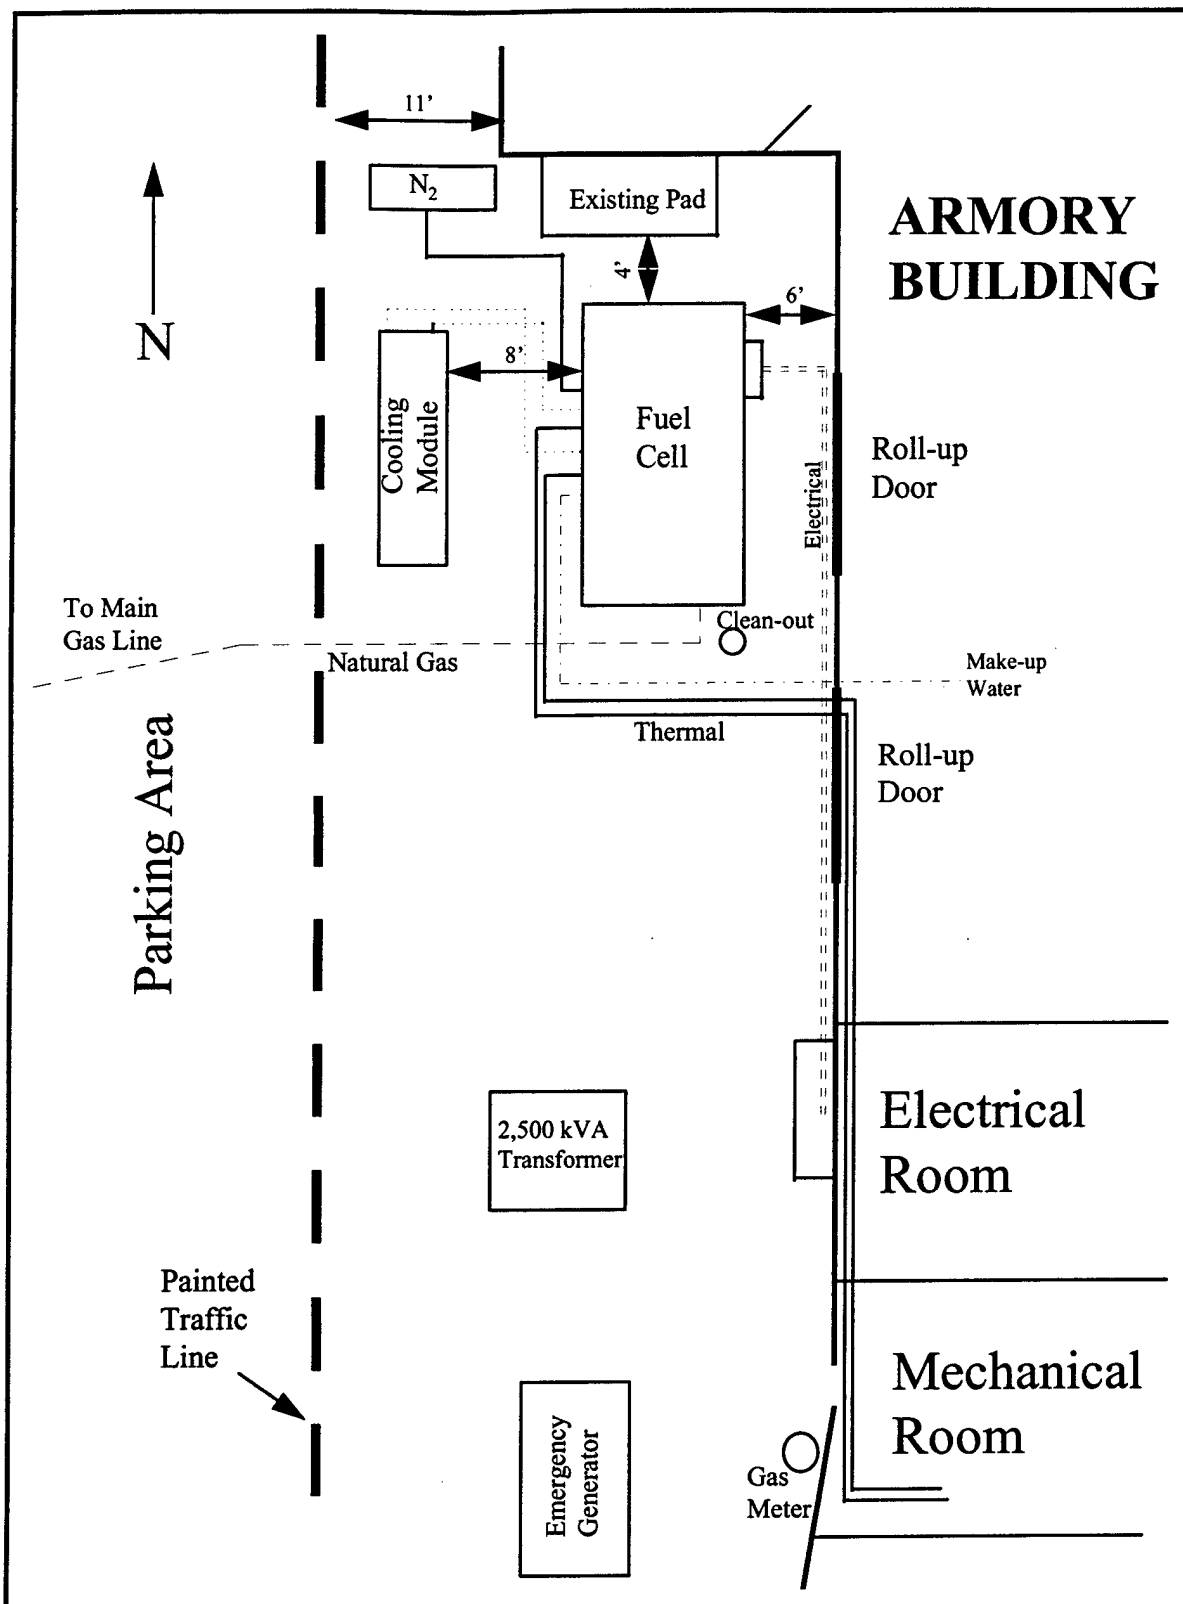 11’
N2
Existing Pad
ARMORY
BUILDING
4’
6’
N
8’
Cooling
Module
Fuel
Cell
Electrical
Roll-up
Door
To Main
Gas Line
Clean-out
Natural Gas
Make-up
Water
Thermal
Parking Area
Roll-up
Door
2,500 kVA
Transformer
Electrical
Room
Painted
Traffic
Line
Mechanical
Room
Emergency
Generator
Gas
Meter